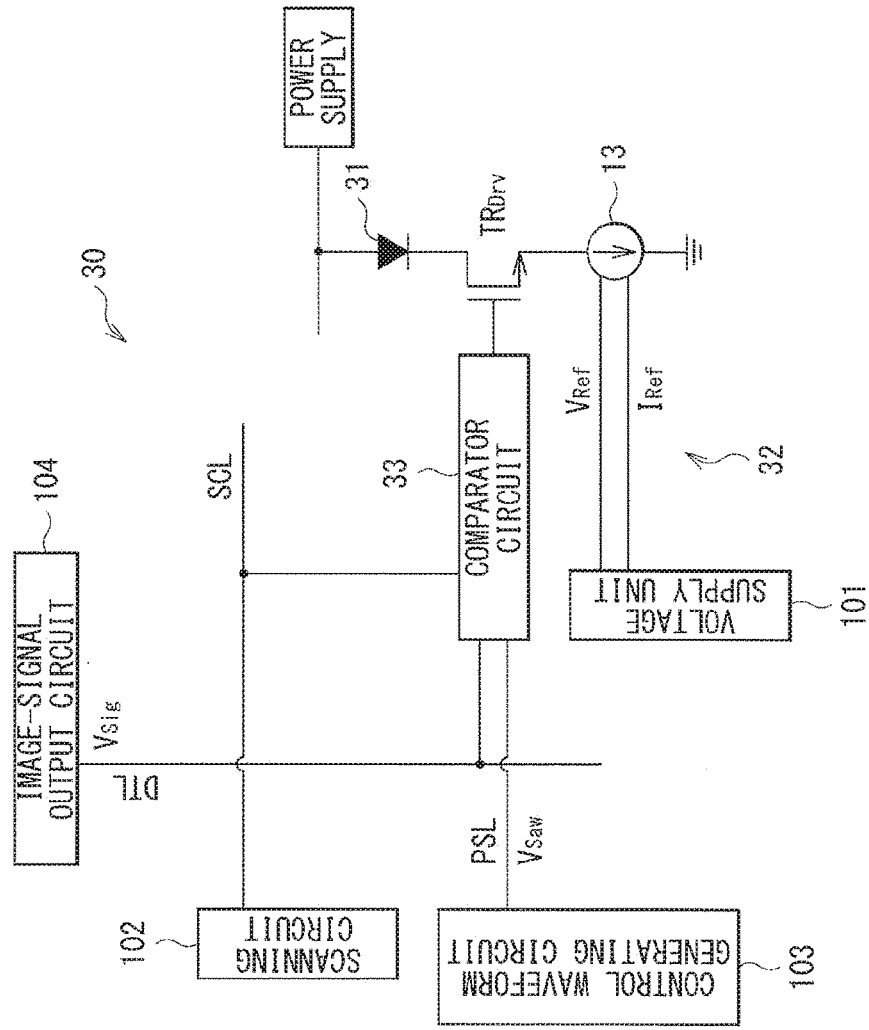 30
104
IMAGE-SIGNAL
OUTPUT CIRCUIT
VSig
DTL
SCL
102
SCANNING
CIRCUIT
POWER
SUPPLY
31
TRDrv
33
COMPARATOR
CIRCUIT
PSL
VSaw
CONTROL WAVEFORM
GENERATING CIRCUIT
103
13
VRef
IRef
32
VOLTAGE
SUPPLY UNIT
101